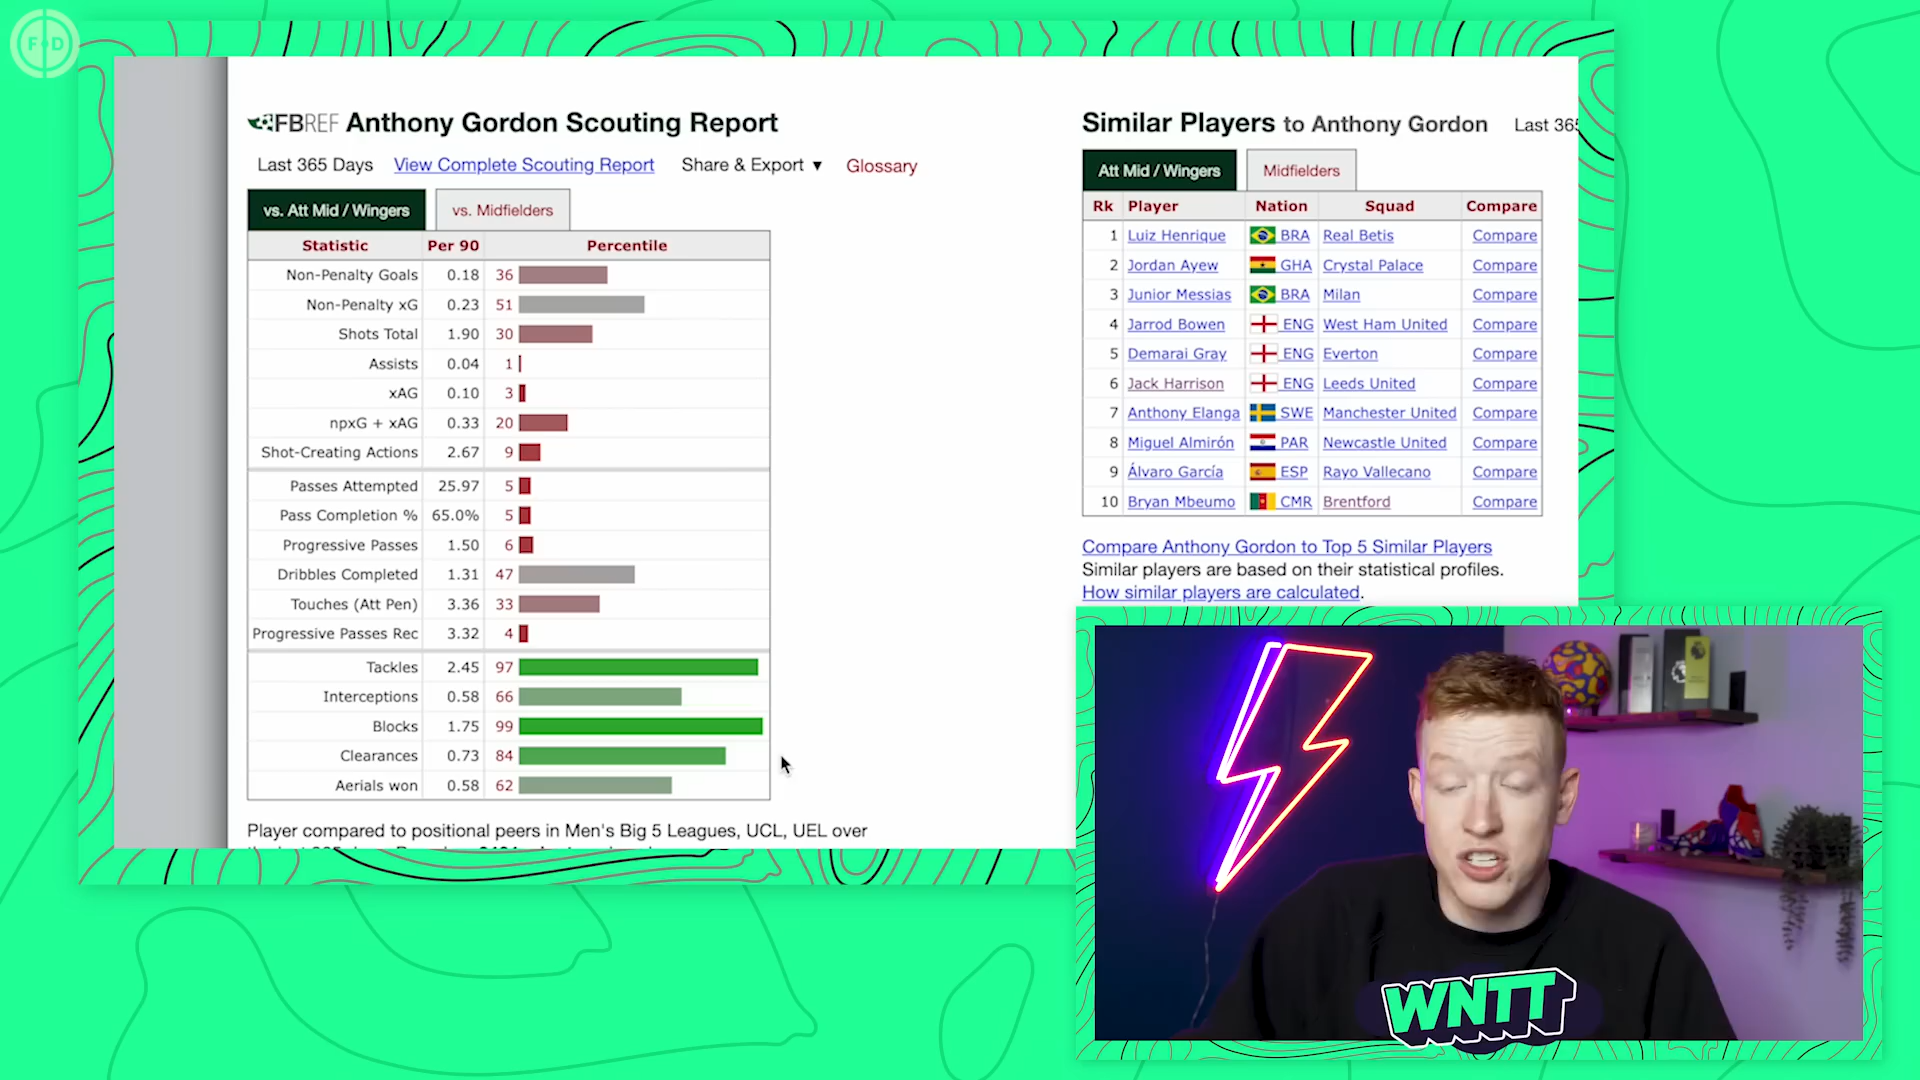 F D
FBREF Anthony Gordon Scouting Report
Last 365 Days View Complete Scouting Report Share & Export ▼ Glossary
vs. Att Mid / Wingers vs. Midfielders
Statistic Per 90 Percentile
Non-Penalty Goals 0.18 36
Non-Penalty xG 0.23 51
Shots Total 1.90 30
Assists 0.04 1
xAG 0.10 3
npxG + xAG 0.33 20
Shot-Creating Actions 2.67 9
Passes Attempted 25.97 5
Pass Completion % 65.0% 5
Progressive Passes 1.50 6
Dribbles Completed 1.31 47
Touches (Att Pen) 3.36 33
Progressive Passes Rec 3.32 4
Tackles 2.45 97
Interceptions 0.58 66
Blocks 1.75 99
Clearances 0.73 84
Aerials won 0.58 62
Player compared to positional peers in Men's Big 5 Leagues, UCL, UEL over
Similar Players to Anthony Gordon Last 365
Att Mid / Wingers Midfielders
Rk Player Nation Squad Compare
1 Luiz Henrique BRA Real Betis Compare
2 Jordan Ayew GHA Crystal Palace Compare
3 Junior Messias BRA Milan Compare
4 Jarrod Bowen ENG West Ham United Compare
5 Demarai Gray ENG Everton Compare
6 Jack Harrison ENG Leeds United Compare
7 Anthony Elanga SWE Manchester United Compare
8 Miguel Almirón PAR Newcastle United Compare
9 Álvaro García ESP Rayo Vallecano Compare
10 Bryan Mbeumo CMR Brentford Compare
Compare Anthony Gordon to Top 5 Similar Players
Similar players are based on their statistical profiles.
How similar players are calculated.
WNTT